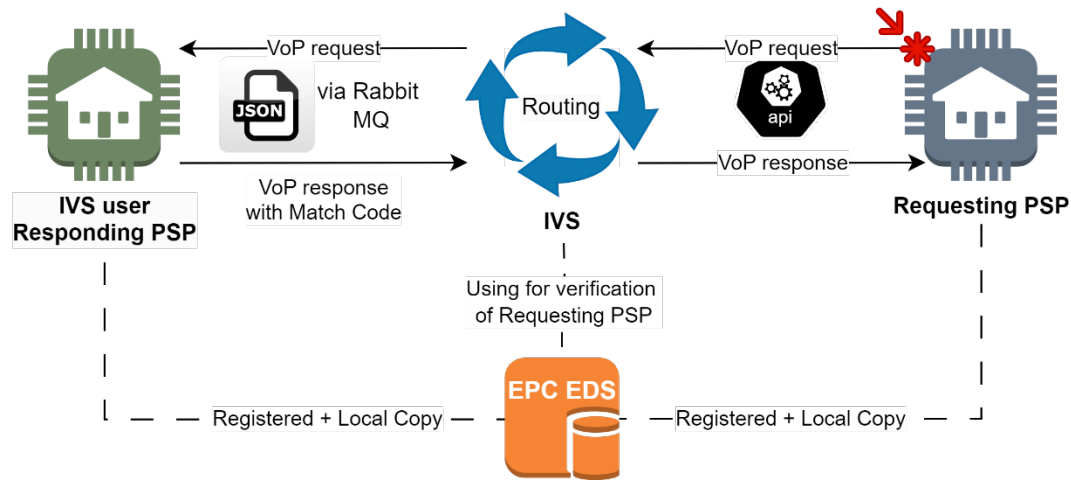 VoP request
VoP request
JSON
via Rabbit
MQ
Routing
api
VoP response
with Match Code
VoP response
IVS user
Responding PSP
IVS
Requesting PSP
Using for verification
of Requesting PSP
EPC EDS
Registered + Local Copy
Registered + Local Copy